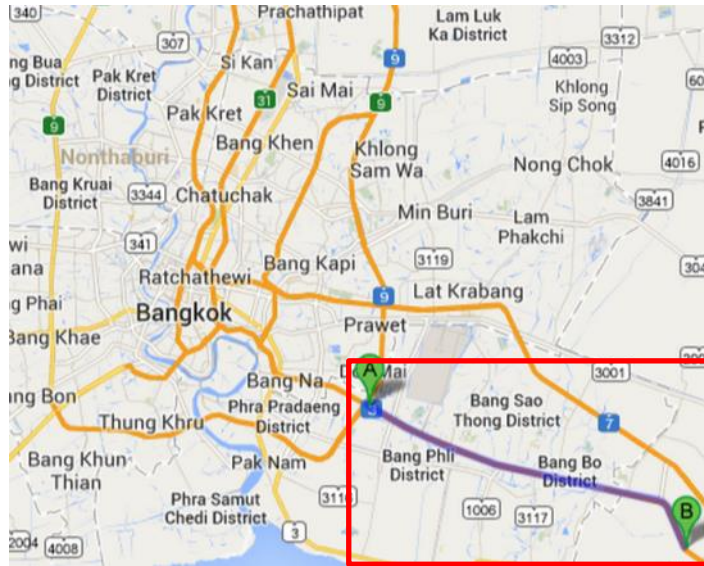 340
Prachathipat
Lam Luk
Ka District
3312
307
9
4003
ng Bua
g District
Pak Kret
District
Si Kan
Sai Mai
31
9
Khlong
Sip Song
60
Pak Kret
9
Bang Khen
Khlong
Sam Wa
Nonthaburi
Nong Chok
4016
Bang Kruai
District
3344
Chatuchak
Min Buri
Lam
Phakchi
3841
341
wi
ana
Bang Kapi
3119
304
Ratchathewi
Lat Krabang
9
g Phai
Bangkok
Prawet
Bang Khae
3001
A
Mai
Bang Na
ng Bon
Bang Sao
Thong District
Phra Pradaeng
District
7
Thung Khru
Bang Phli
District
Bang Bo
District
Bang Khun
Thian
Pak Nam
3116
Phra Samut
Chedi District
1006
3117
B
3
2004
4008